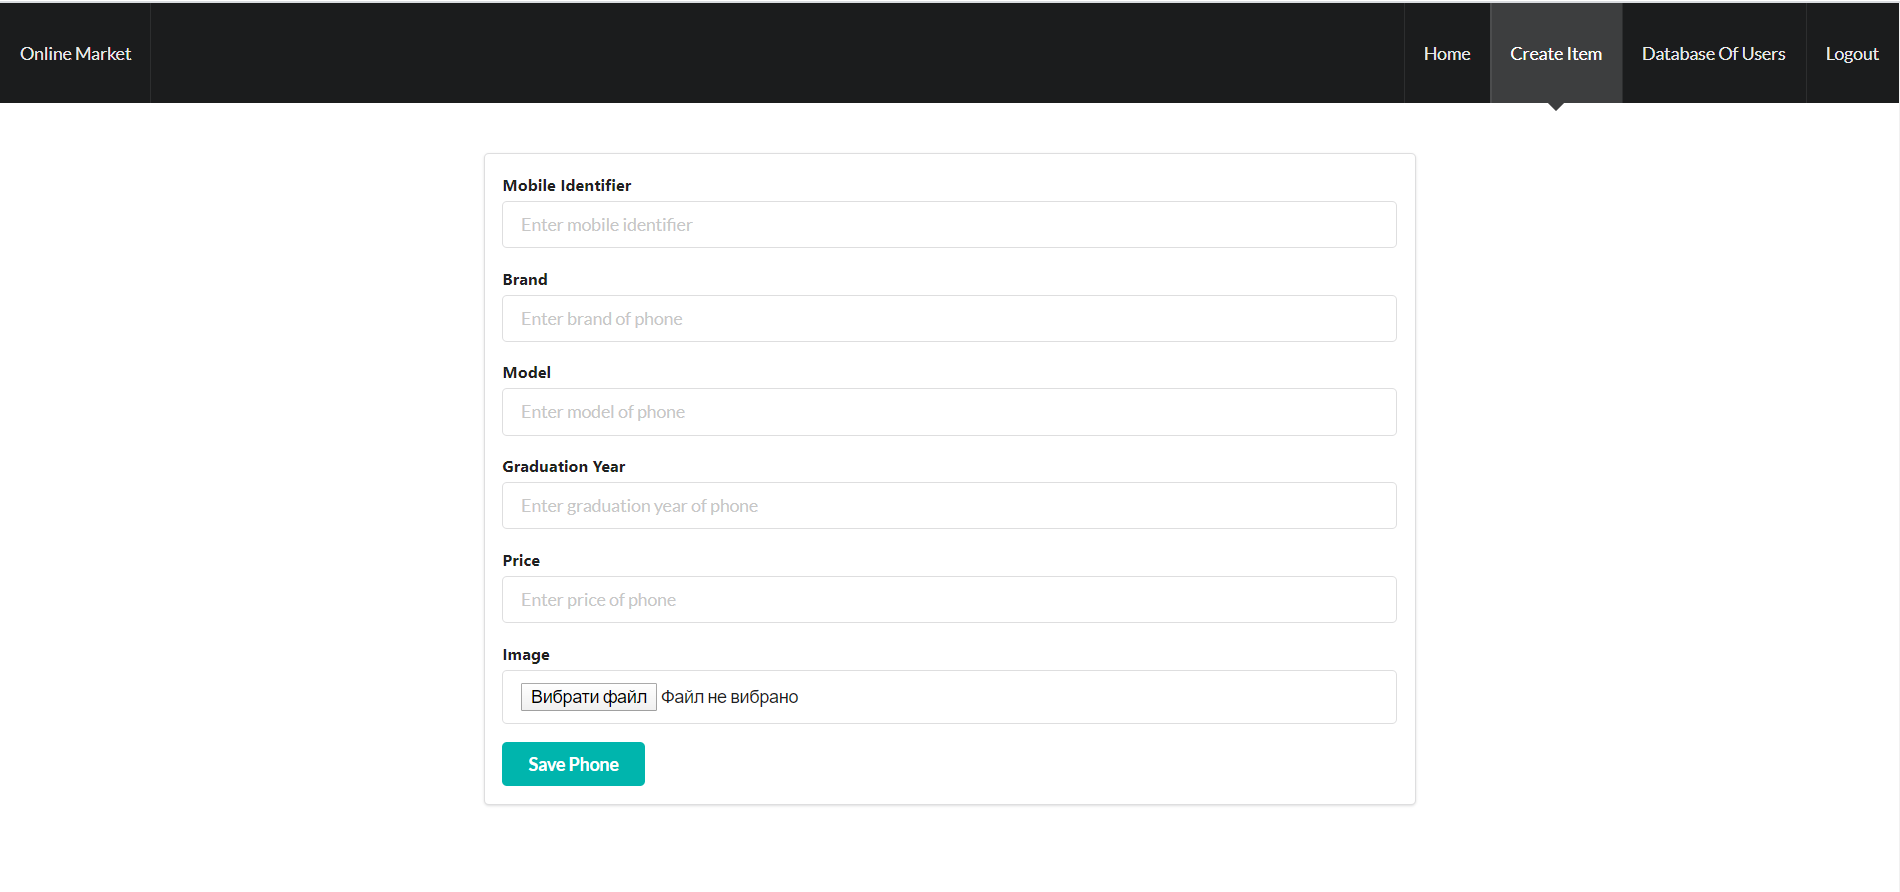 Online Market
Home
Create Item
Database Of Users
Logout
Mobile Identifier
Enter mobile identifier
Brand
Enter brand of phone
Model
Enter model of phone
Graduation Year
Enter graduation year of phone
Price
Enter price of phone
Image
Вибрати файл Файл не вибрано
Save Phone